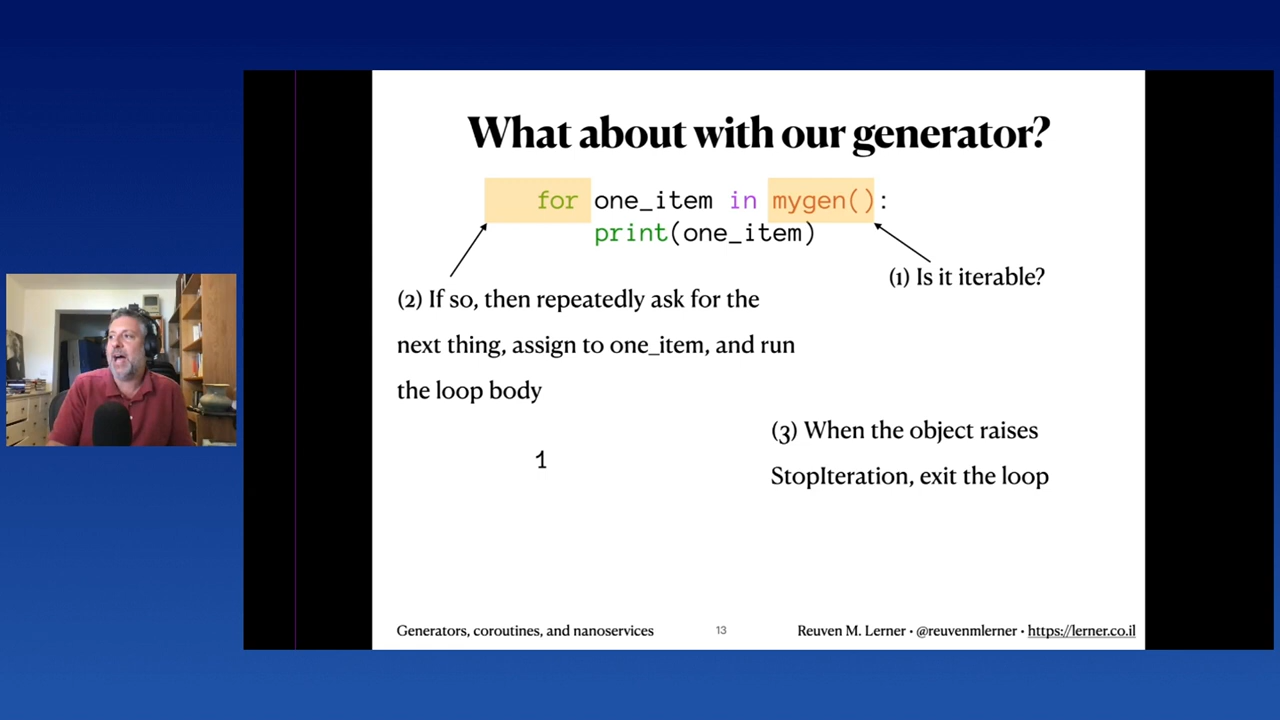 What about with our generator?
for one_item in mygen():
print(one_item)
(1) Is it iterable?
(2) If so, then repeatedly ask for the
next thing, assign to one_item, and run
the loop body
(3) When the object raises
StopIteration, exit the loop
1
Generators, coroutines, and nanoservices
13
Reuven M. Lerner • @reuvenmlerner • https://lerner.co.il